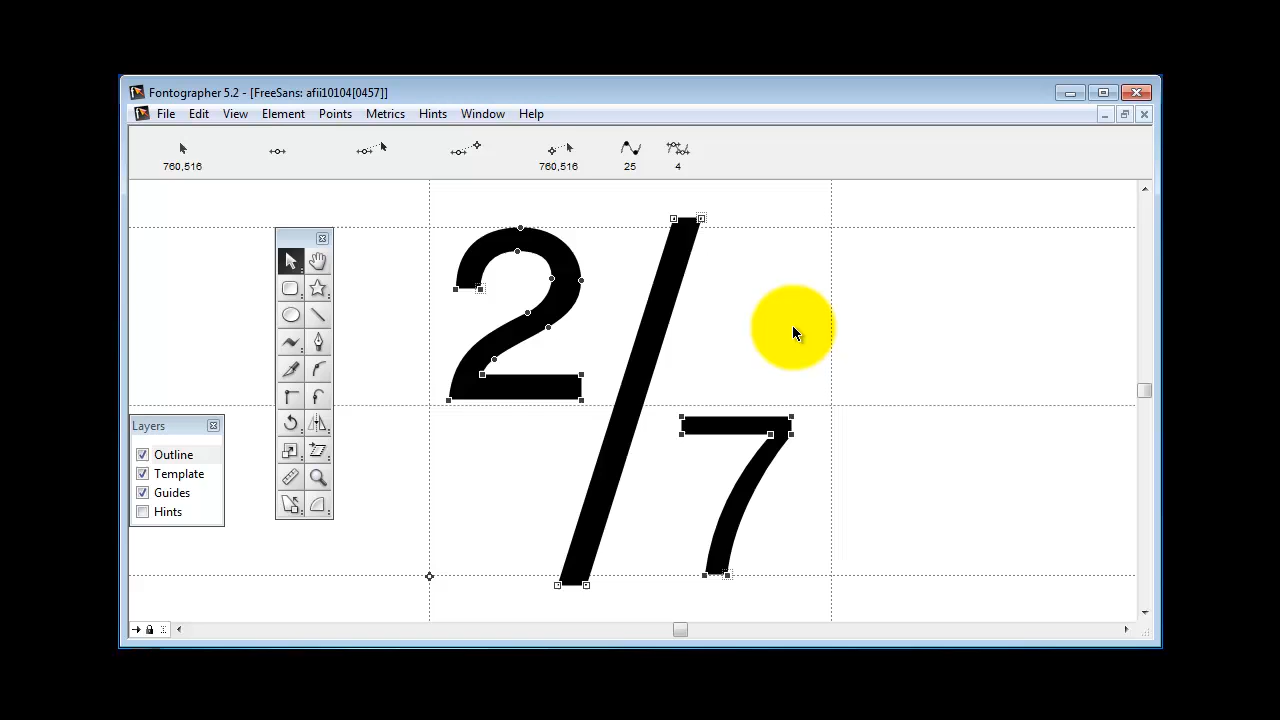 Fontographer 5.2 - [FreeSans: afii10104[0457]]
File Edit View Element Points Metrics Hints Window Help
760,516 760,516 25 4
2/7
Layers
Outline
Template
Guides
Hints